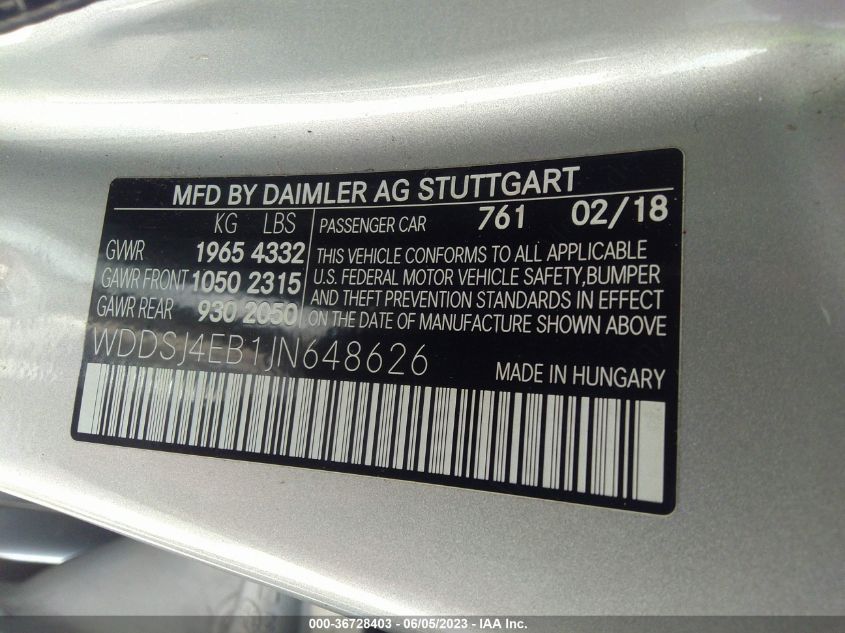 MFD BY DAIMLER AG STUTTGART
KG LBS
GVWR 1965 4332
GAWR FRONT 1050 2315
GAWR REAR 930 2050
PASSENGER CAR 761 02/18
THIS VEHICLE CONFORMS TO ALL APPLICABLE
U.S. FEDERAL MOTOR VEHICLE SAFETY,BUMPER
AND THEFT PREVENTION STANDARDS IN EFFECT
ON THE DATE OF MANUFACTURE SHOWN ABOVE
WDDSJ4EB1JN648626
MADE IN HUNGARY
000-36728403 - 06/05/2023 - IAA Inc.